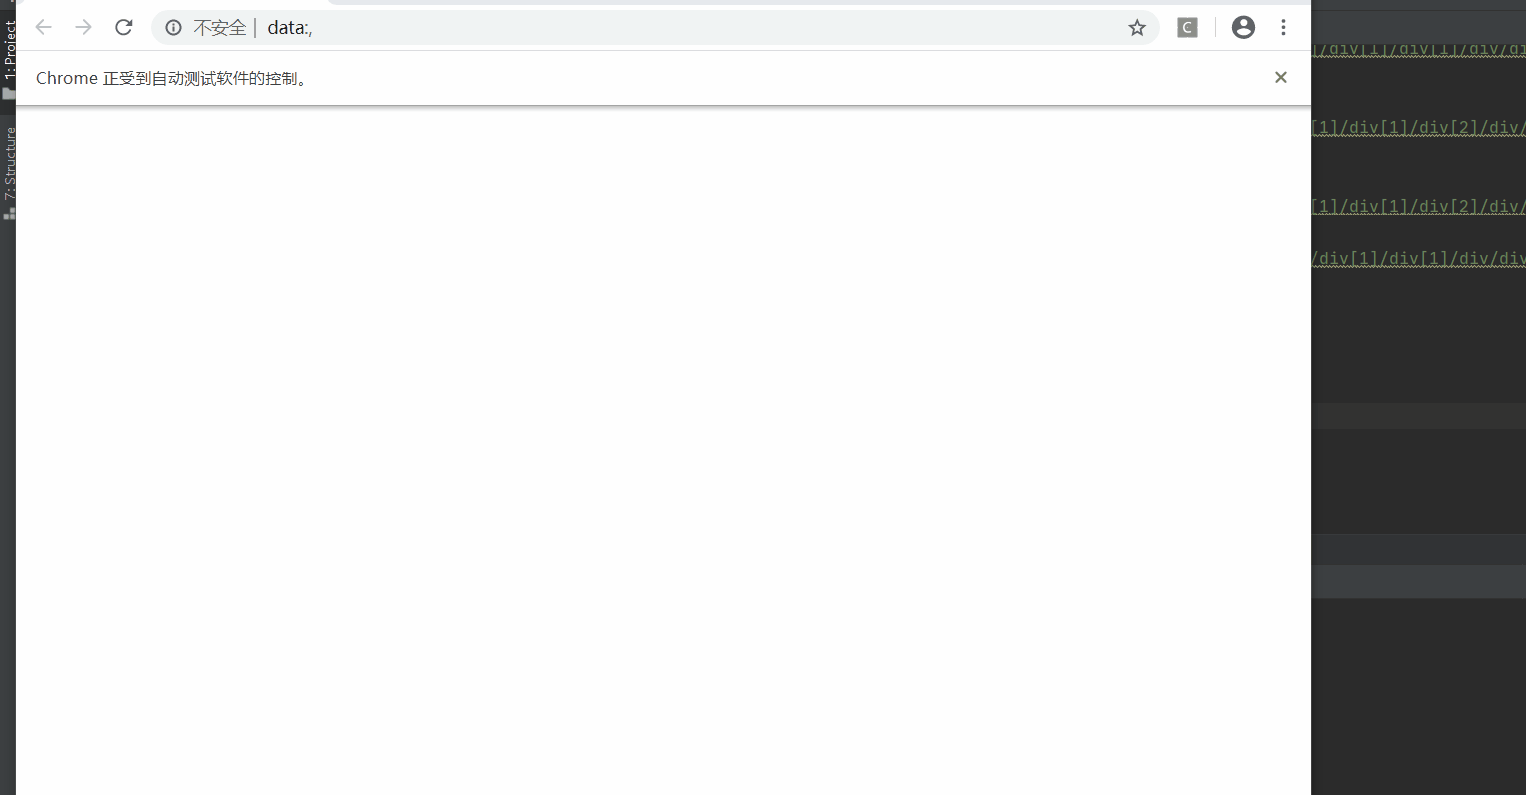 1: Project
7: Structure
不安全 | data:,
C
Chrome 正受到自动测试软件的控制。
]/div[1]/div[1]/div/di
[1]/div[1]/div[2]/div/
[1]/div[1]/div[2]/div/
/div[1]/div[1]/div/div